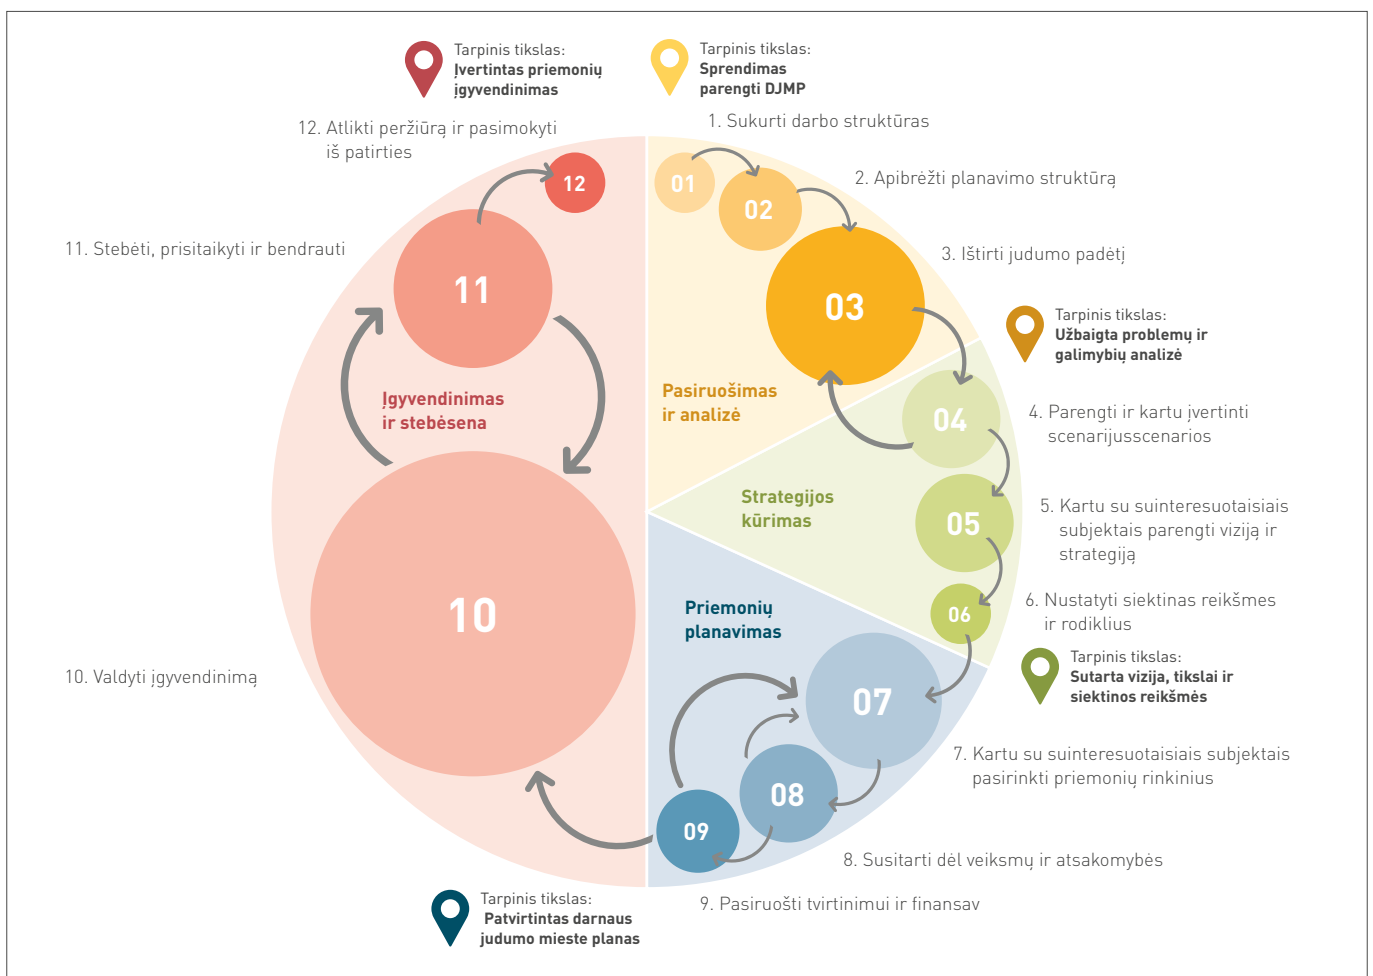 Tarpinis tikslas:
Įvertintas priemonių
įgyvendinimas
Tarpinis tikslas:
Sprendimas
parengti DJMP
12. Atlikti peržiūrą ir pasimokyti
iš patirties
1. Sukurti darbo struktūras
2. Apibrėžti planavimo struktūrą
11. Stebėti, prisitaikyti ir bendrauti
3. Ištirti judumo padėtį
12
01
02
11
03
Tarpinis tikslas:
Užbaigta problemų ir
galimybių analizė
Įgyvendinimas
ir stebėsena
Pasiruošimas
ir analizė
04
4. Parengti ir kartu įvertinti
scenarijusscenarios
Strategijos
kūrimas
05
5. Kartu su suinteresuotaisiais
subjektais parengti viziją ir
strategiją
10
Priemonių
planavimas
06
6. Nustatyti siektinas reikšmes
ir rodiklius
Tarpinis tikslas:
Sutarta vizija, tikslai ir
siektinos reikšmės
10. Valdyti įgyvendinimą
07
7. Kartu su suinteresuotaisiais subjektais
pasirinkti priemonių rinkinius
08
09
8. Susitarti dėl veiksmų ir atsakomybės
9. Pasiruošti tvirtinimui ir finansav
Tarpinis tikslas:
Patvirtintas darnaus
judumo mieste planas